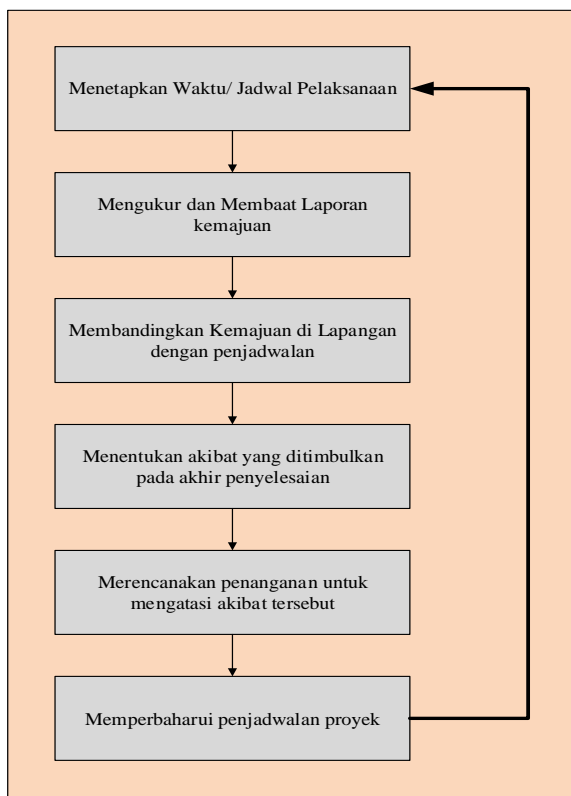 Menetapkan Waktu/ Jadwal Pelaksanaan
Mengukur dan Membaat Laporan
kemajuan
Membandingkan Kemajuan di Lapangan
dengan penjadwalan
Menentukan akibat yang ditimbulkan
pada akhir penyelesaian
Merencanakan penanganan untuk
mengatasi akibat tersebut
Memperbaharui penjadwalan proyek